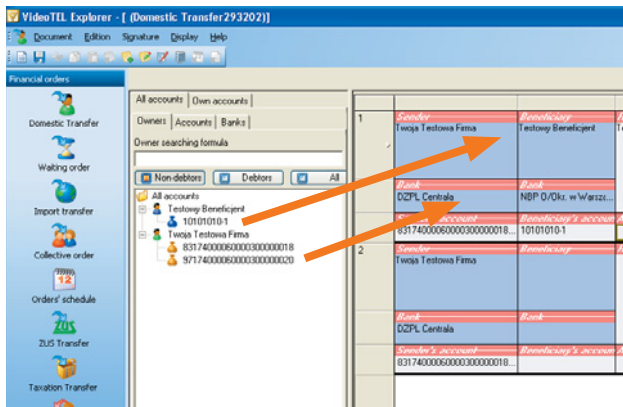 VideoTEL Explorer - [ (Domestic Transfer293202)]
Document Edition Signature Display Help
Financial orders
Domestic Transfer
Waiting order
Import transfer
Collective order
Orders' schedule
12
ZUS
ZUS Transfer
Taxation Transfer
All accounts Own accounts
Owners Accounts Banks
Owner searching formula
Non-debtors Debtors All
All accounts
Testowy Beneficjent
10101010-1
Twoja Testowa Firma
83174000060000300000018
97174000060000300000020
1 Sender Beneficiary
Twoja Testowa Firma Testowy Beneficjent
Bank Bank
DZPL Centrala NBP O/Okr. w Warsz...
Sender's account Beneficiary's accoun
83174000060000300000018... 10101010-1
2 Sender Beneficiary
Twoja Testowa Firma
Bank Bank
DZPL Centrala
Sender's account Beneficiary's accoun
83174000060000300000018...